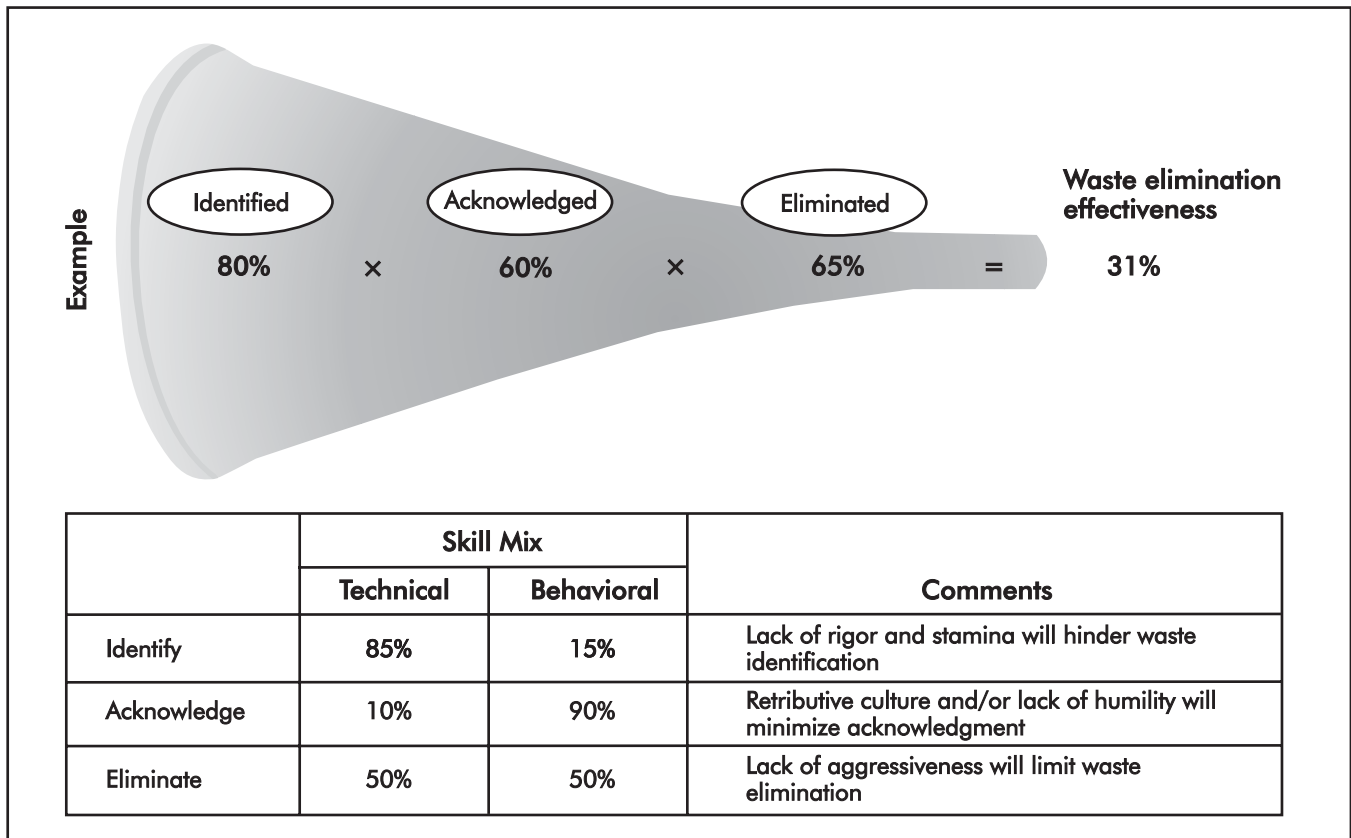 Example
Identified
Acknowledged
Eliminated
Waste elimination
effectiveness
80% × 60% × 65% = 31%
Skill Mix
Technical Behavioral Comments
Identify 85% 15% Lack of rigor and stamina will hinder waste
identification
Acknowledge 10% 90% Retributive culture and/or lack of humility will
minimize acknowledgment
Eliminate 50% 50% Lack of aggressiveness will limit waste
elimination